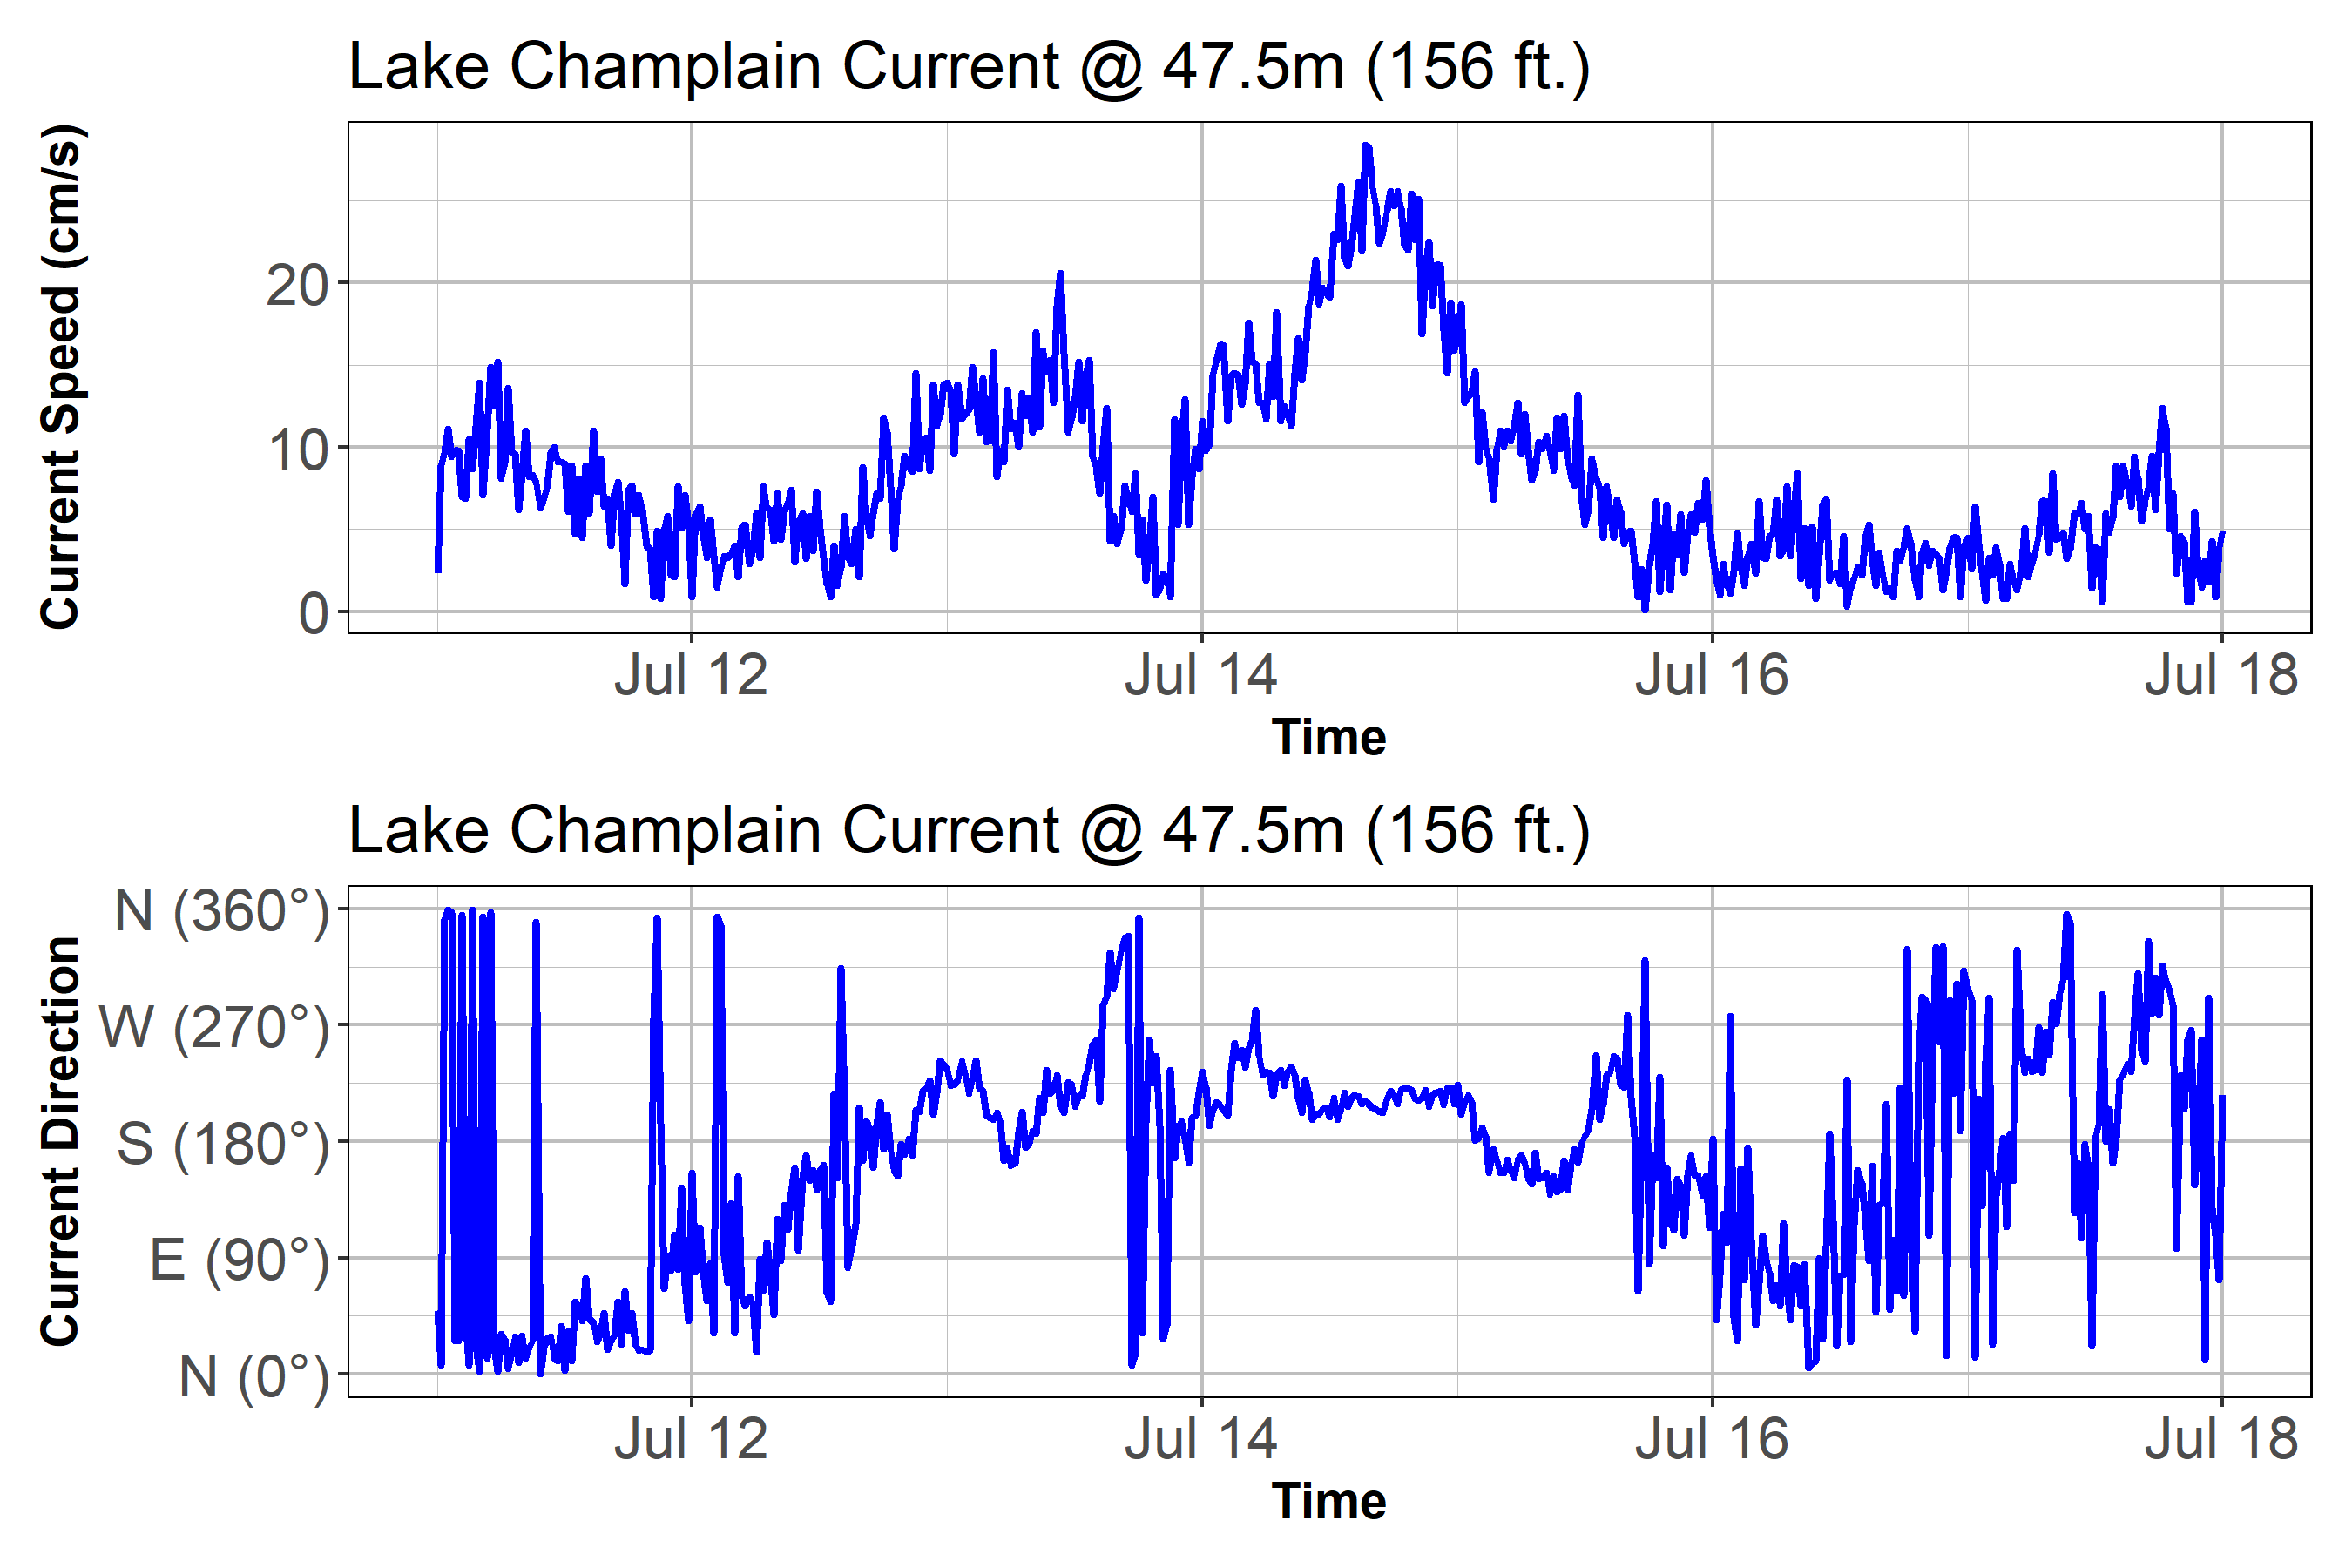 Lake Champlain Current @ 47.5m (156 ft.)
Current Speed (cm/s)
20
10
0
Jul 12 Jul 14 Jul 16 Jul 18
Time
Lake Champlain Current @ 47.5m (156 ft.)
Current Direction
N (360°)
W (270°)
S (180°)
E (90°)
N (0°)
Jul 12 Jul 14 Jul 16 Jul 18
Time